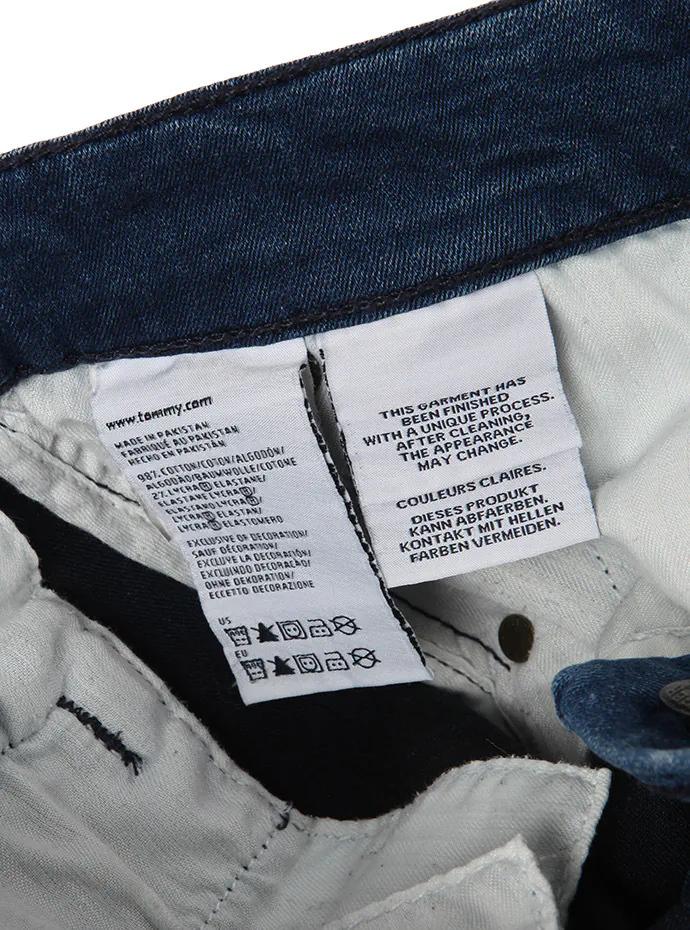 www.tommy.com
MADE IN PAKISTAN
FABRIQUÉ AU PAKISTAN
HECHO EN PAKISTÁN
98% COTTON/COTON/ALGODÓN/
ALGODÃO/BAUMWOLLE/COTONE
2% LYCRA® ELASTANE/
ELASTANE LYCRA®/
ELASTANO LYCRA®/
LYCRA® ELASTAN/
LYCRA® ELASTOMERO
EXCLUSIVE OF DECORATION/
SAUF DÉCORATION/
EXCLUYE LA DECORACIÓN/
EXCLUINDO DECORAÇÃO/
OHNE DEKORATION/
ECCETTO DECORAZIONE
US
EU
THIS GARMENT HAS
BEEN FINISHED
WITH A UNIQUE PROCESS.
AFTER CLEANING,
THE APPEARANCE
MAY CHANGE.
COULEURS CLAIRES.
DIESES PRODUKT
KANN ABFAERBEN.
KONTAKT MIT HELLEN
FARBEN VERMEIDEN.